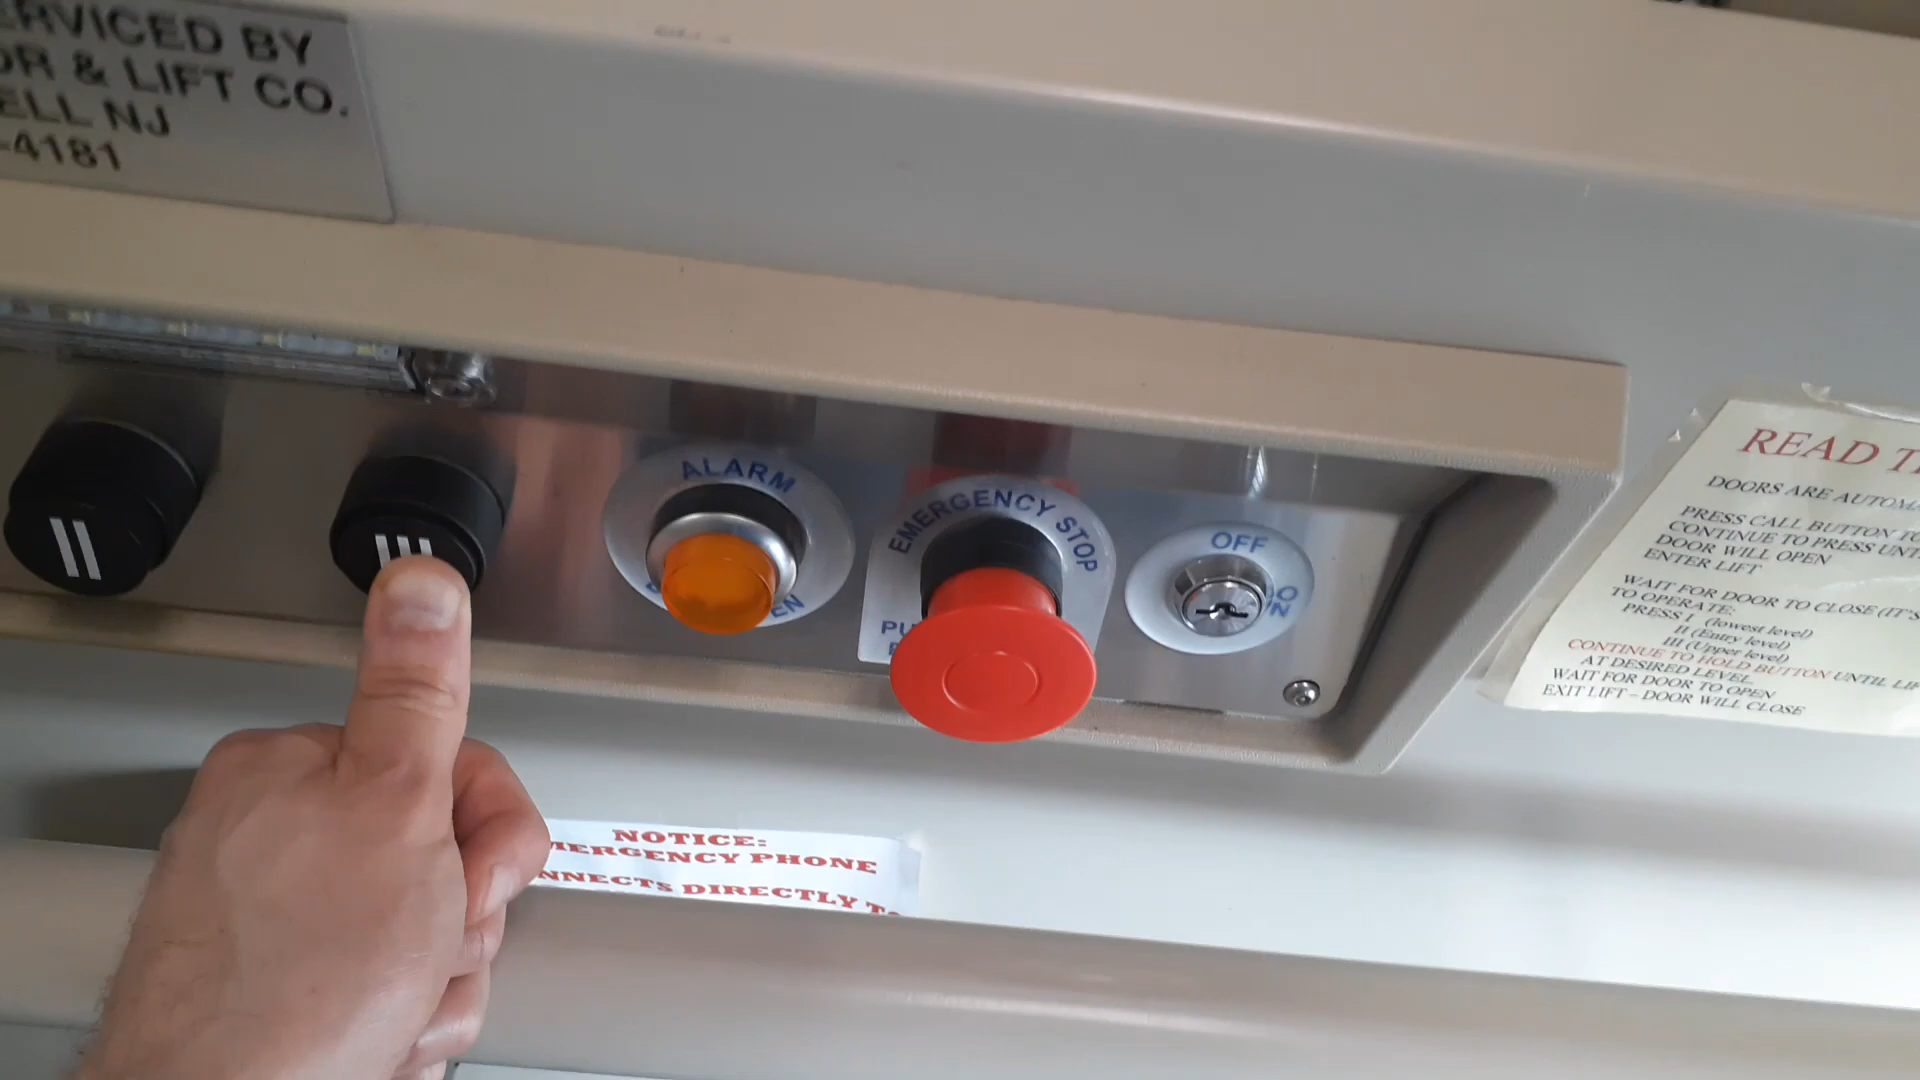 ERVICED BY
OR & LIFT CO.
ELL NJ
-4181
II
III
ALARM
EMERGENCY STOP
PU
OFF
ON
READ
DOORS ARE AUTOMA
PRESS CALL BUTTON TO
CONTINUE TO PRESS UNTI
DOOR WILL OPEN
ENTER LIFT
WAIT FOR DOOR TO CLOSE (IT'S
TO OPERATE:
PRESS I (lowest level)
II (Entry level)
III (Upper level)
CONTINUE TO HOLD BUTTON UNTIL LIF
AT DESIRED LEVEL
WAIT FOR DOOR TO OPEN
EXIT LIFT – DOOR WILL CLOSE
NOTICE:
MERGENCY PHONE
NNECTS DIRECTLY TO